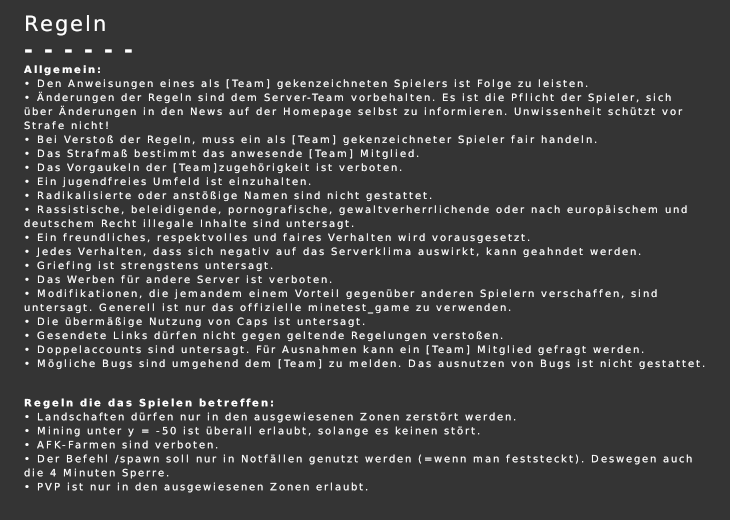 Regeln
- - - - - -
Allgemein:
• Den Anweisungen eines als [Team] gekenzeichneten Spielers ist Folge zu leisten.
• Änderungen der Regeln sind dem Server-Team vorbehalten. Es ist die Pflicht der Spieler, sich
über Änderungen in den News auf der Homepage selbst zu informieren. Unwissenheit schützt vor
Strafe nicht!
• Bei Verstoß der Regeln, muss ein als [Team] gekenzeichneter Spieler fair handeln.
• Das Strafmaß bestimmt das anwesende [Team] Mitglied.
• Das Vorgaukeln der [Team]zugehörigkeit ist verboten.
• Ein jugendfreies Umfeld ist einzuhalten.
• Radikalisierte oder anstößige Namen sind nicht gestattet.
• Rassistische, beleidigende, pornografische, gewaltverherrlichende oder nach europäischem und
deutschem Recht illegale Inhalte sind untersagt.
• Ein freundliches, respektvolles und faires Verhalten wird vorausgesetzt.
• Jedes Verhalten, dass sich negativ auf das Serverklima auswirkt, kann geahndet werden.
• Griefing ist strengstens untersagt.
• Das Werben für andere Server ist verboten.
• Modifikationen, die jemandem einem Vorteil gegenüber anderen Spielern verschaffen, sind
untersagt. Generell ist nur das offizielle minetest_game zu verwenden.
• Die übermäßige Nutzung von Caps ist untersagt.
• Gesendete Links dürfen nicht gegen geltende Regelungen verstoßen.
• Doppelaccounts sind untersagt. Für Ausnahmen kann ein [Team] Mitglied gefragt werden.
• Mögliche Bugs sind umgehend dem [Team] zu melden. Das ausnutzen von Bugs ist nicht gestattet.
Regeln die das Spielen betreffen:
• Landschaften dürfen nur in den ausgewiesenen Zonen zerstört werden.
• Mining unter y = -50 ist überall erlaubt, solange es keinen stört.
• AFK-Farmen sind verboten.
• Der Befehl /spawn soll nur in Notfällen genutzt werden (=wenn man feststeckt). Deswegen auch
die 4 Minuten Sperre.
• PVP ist nur in den ausgewiesenen Zonen erlaubt.